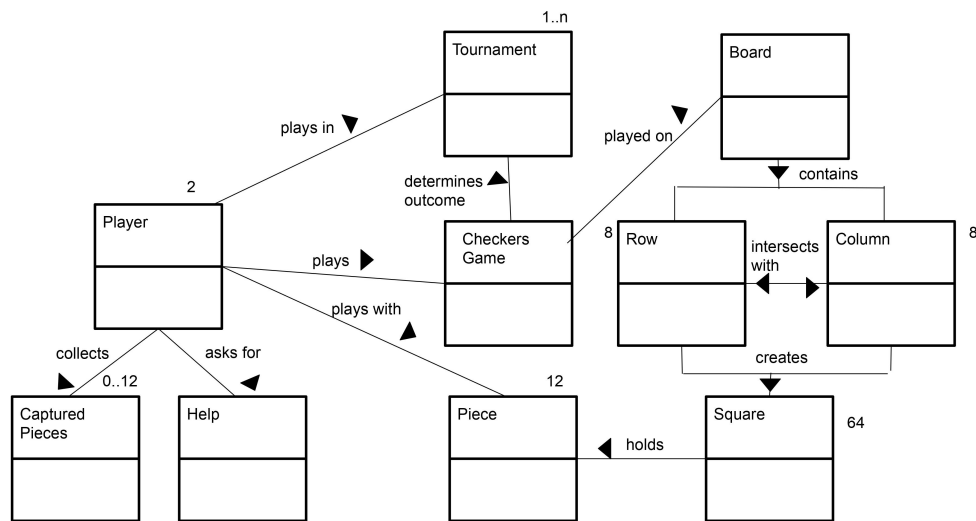 1..n
Tournament
Board
plays in
played on
determines
outcome
contains
2
Player
Checkers
Game
8
Row
intersects
with
Column
8
plays
plays with
collects
asks for
creates
0..12
12
Captured
Pieces
Help
Piece
Square
64
holds